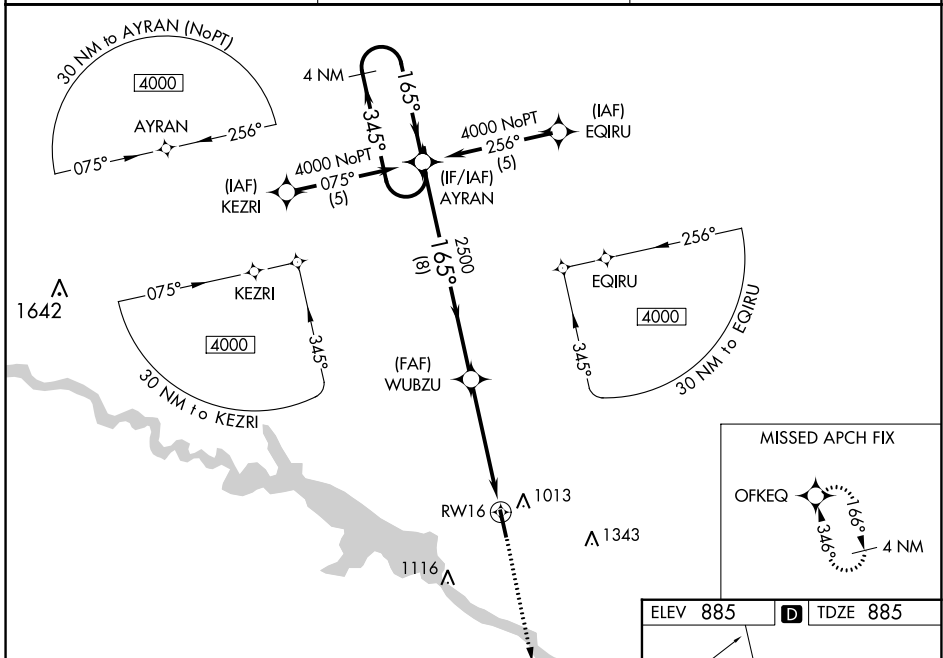 30 NM to AYRAN (NoPT)
4000
AYRAN
075°
256°
4 NM
165°
345°
4000 NoPT
256°
(5)
(IAF)
EQIRU
4000 NoPT
075°
(5)
(IAF)
KEZRI
(IF/IAF)
AYRAN
2500
165°
(8)
075°
KEZRI
4000
345°
30 NM to KEZRI
256°
EQIRU
4000
345°
30 NM to EQIRU
1642
(FAF)
WUBZU
RW16
1013
1343
1116
MISSED APCH FIX
OFKEQ
166°
346°
4 NM
ELEV 885
D
TDZE 885